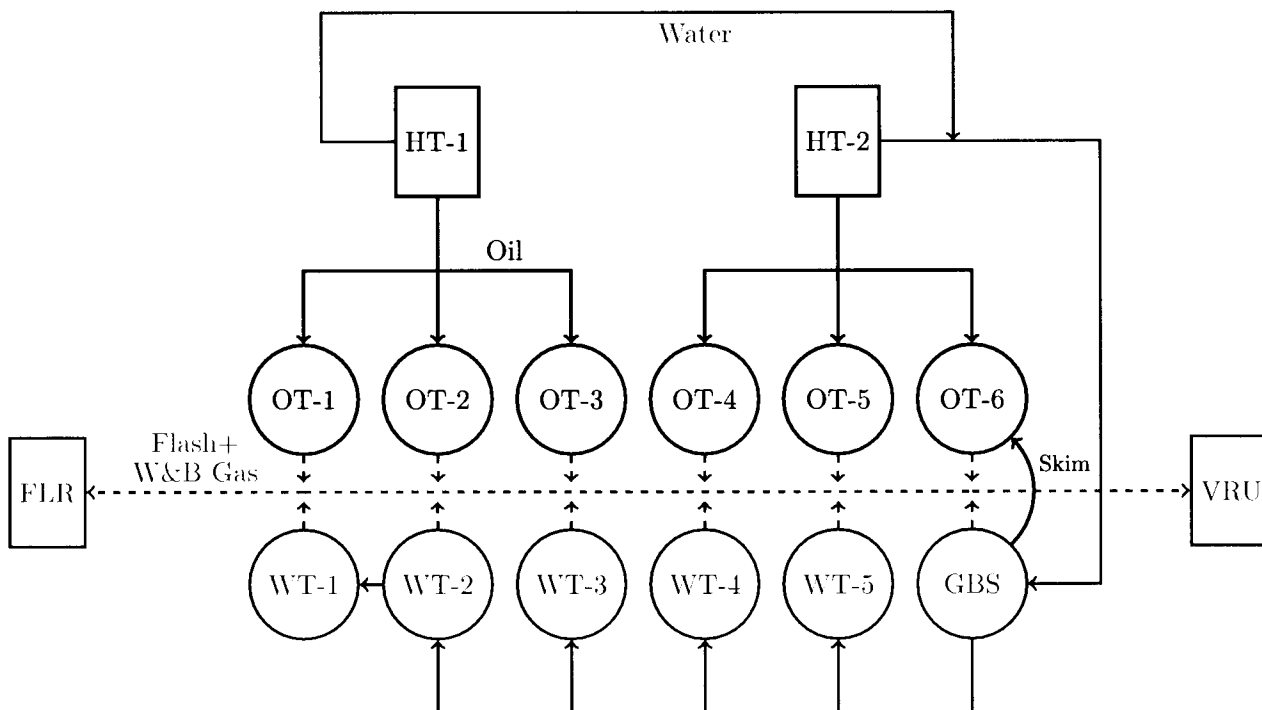 Water
HT-1
HT-2
Oil
OT-1
OT-2
OT-3
OT-4
OT-5
OT-6
Flash+
W&B Gas
Skim
FLR
VRU
WT-1
WT-2
WT-3
WT-4
WT-5
GBS